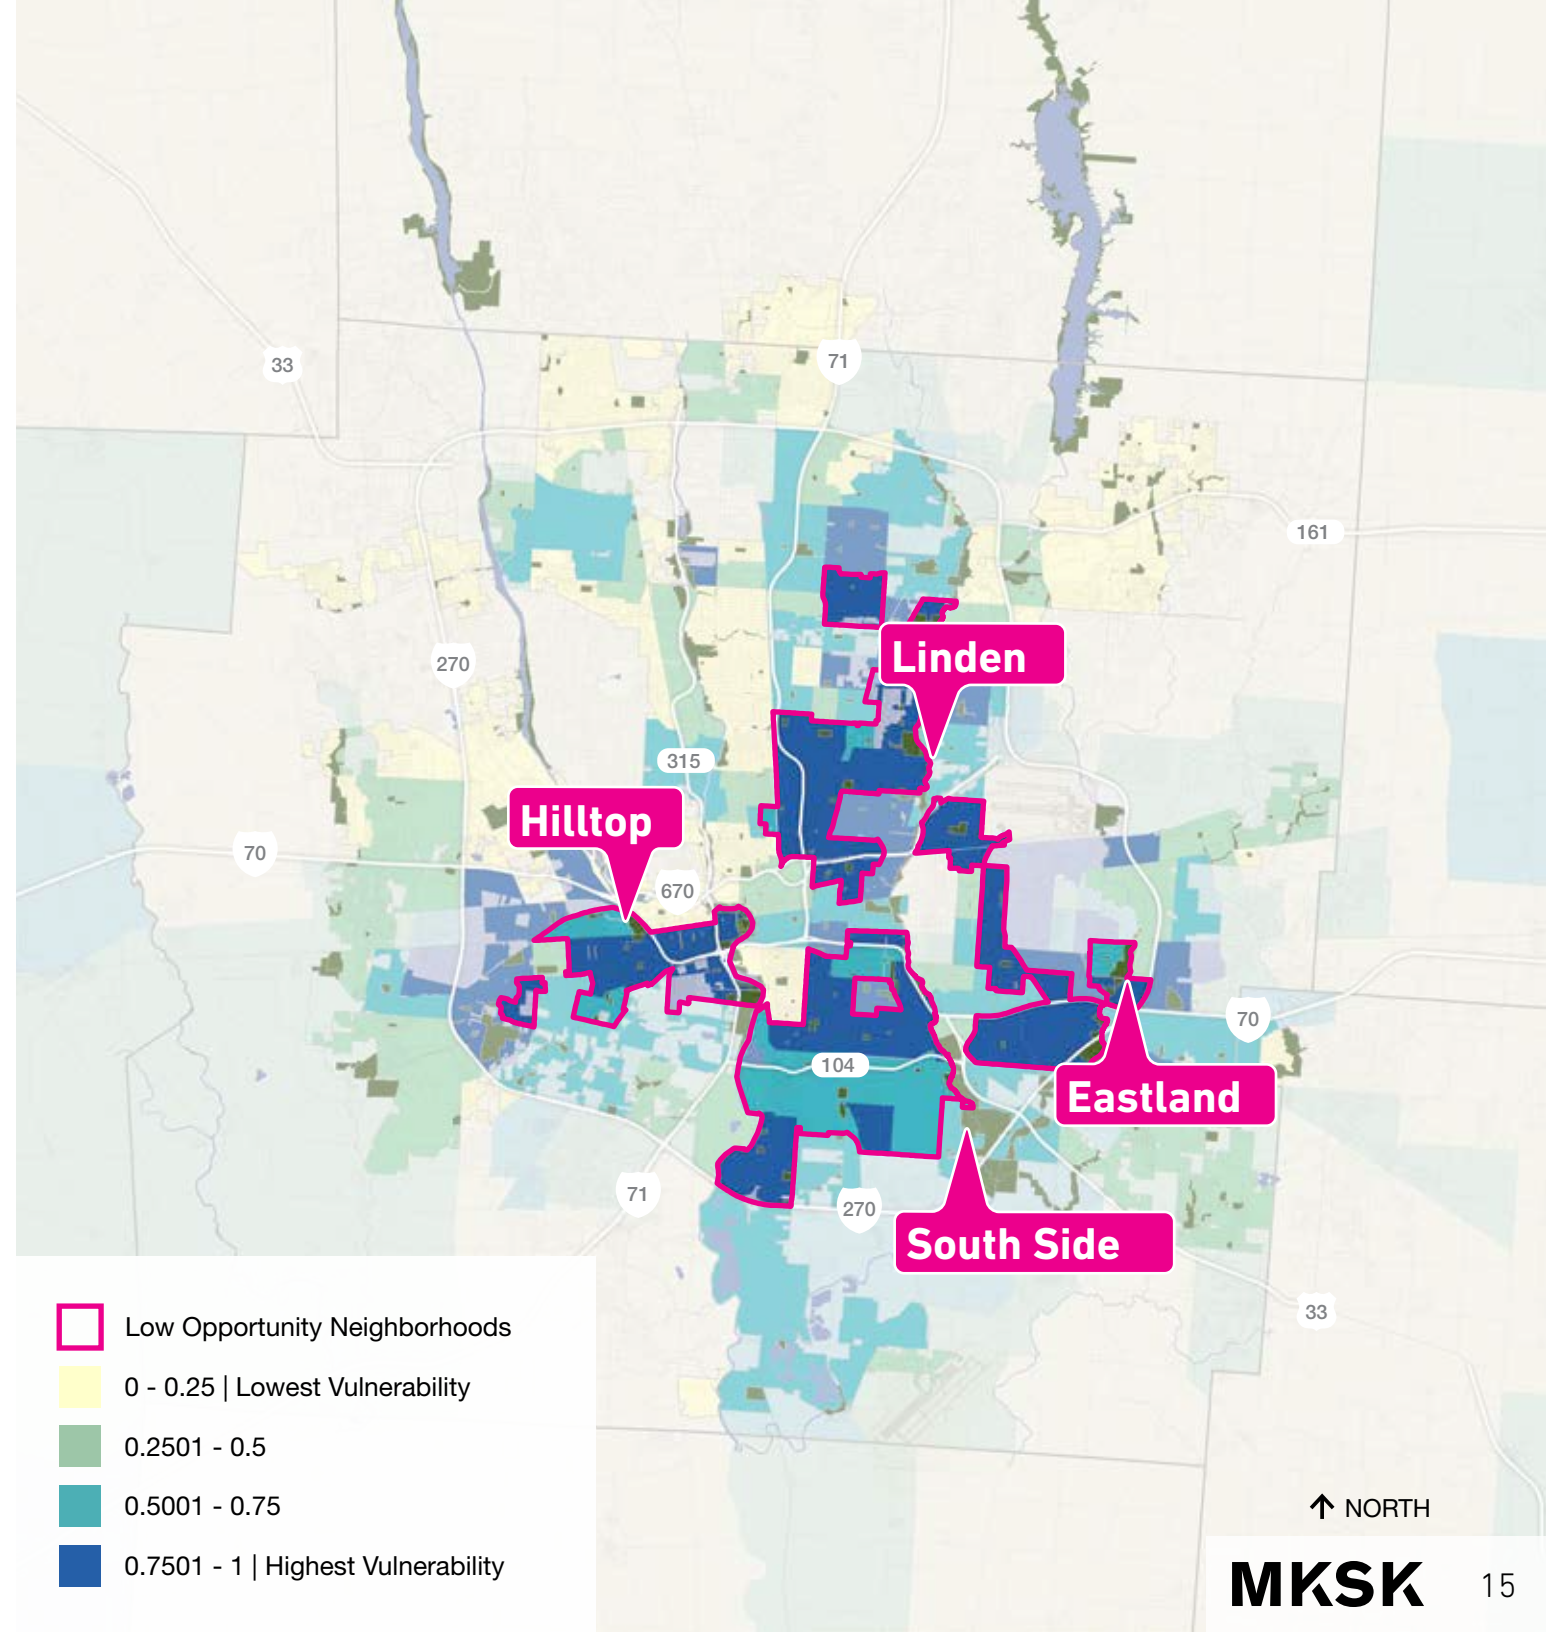 71
33
161
Linden
270
315
Hilltop
70
670
70
104
Eastland
71
270
South Side
33
Low Opportunity Neighborhoods
0 - 0.25 | Lowest Vulnerability
0.2501 - 0.5
0.5001 - 0.75
0.7501 - 1 | Highest Vulnerability
NORTH
MKSK 15